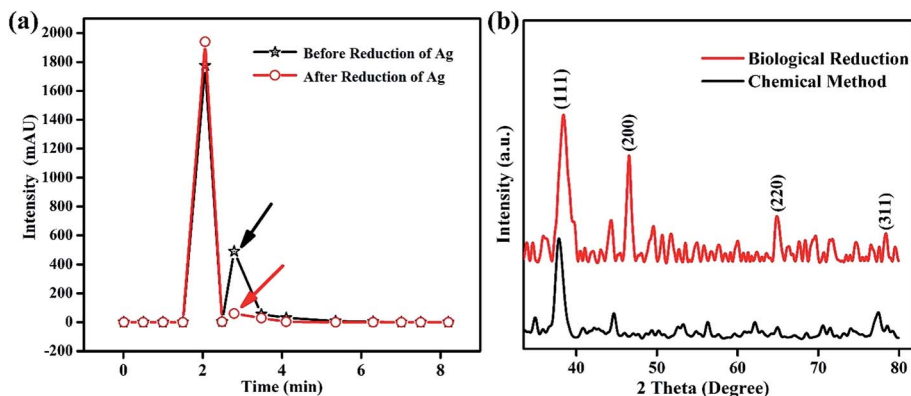 (a)
2000
1800
1600
1400
1200
1000
800
600
400
200
0
-200
Intensity (mAU)
Before Reduction of Ag
After Reduction of Ag
0 2 4 6 8
Time (min)
(b)
Biological Reduction
Chemical Method
(111)
(200)
(220)
(311)
Intensity (a.u.)
40 50 60 70 80
2 Theta (Degree)